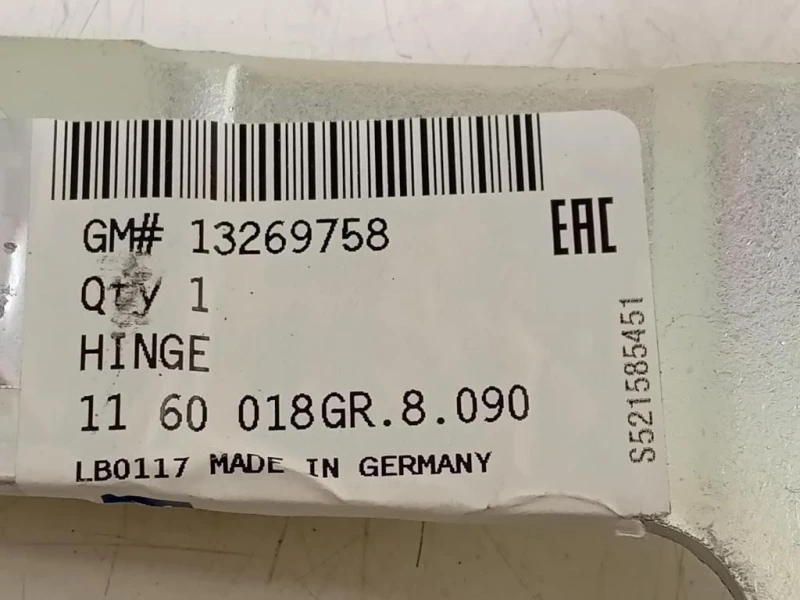 GM# 13269758
EAC
Qty 1
HINGE
11 60 018GR.8.090
LB0117 MADE IN GERMANY
S521585451